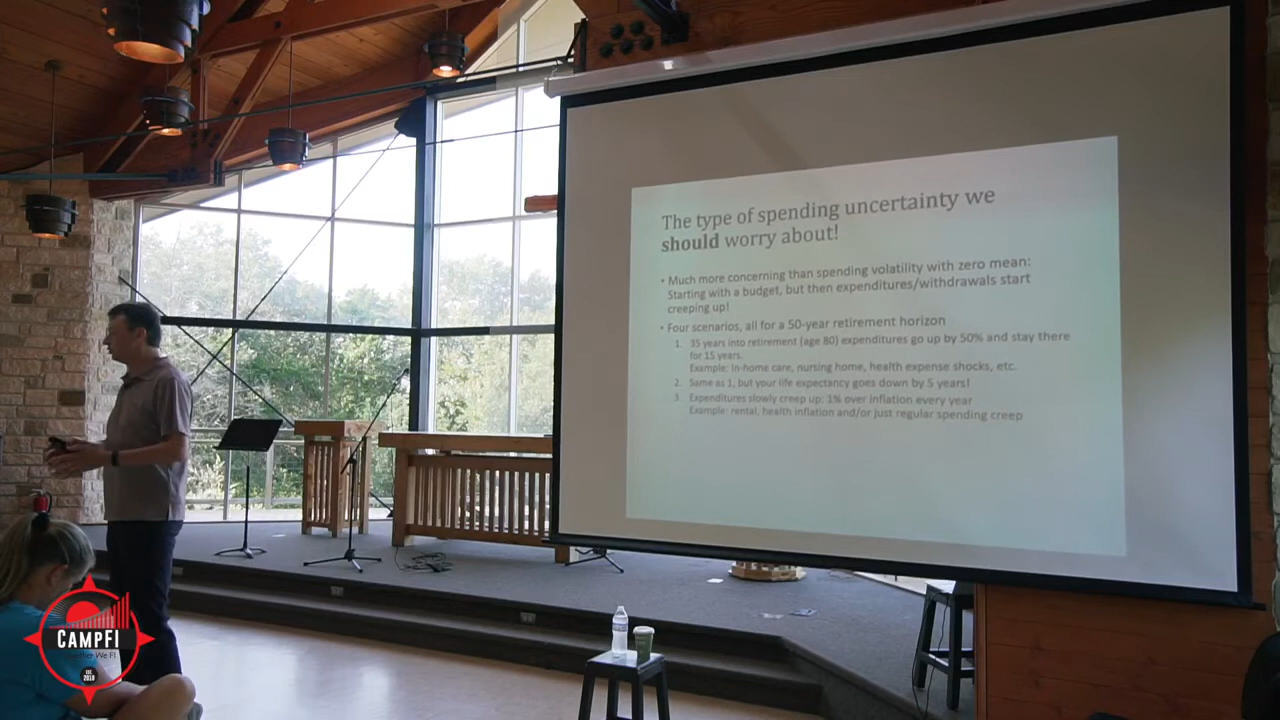 The type of spending uncertainty we
should worry about!
• Much more concerning than spending volatility with zero mean:
Starting with a budget, but then expenditures/withdrawals start
creeping up!
• Four scenarios, all for a 50-year retirement horizon
1. 35 years into retirement (age 80) expenditures go up by 50% and stay there
for 15 years.
Example: In-home care, nursing home, health expense shocks, etc.
2. Same as 1, but your life expectancy goes down by 5 years!
3. Expenditures slowly creep up: 1% over inflation every year
Example: rental, health inflation and/or just regular spending creep
CAMPFI
We FI
EST.
2018